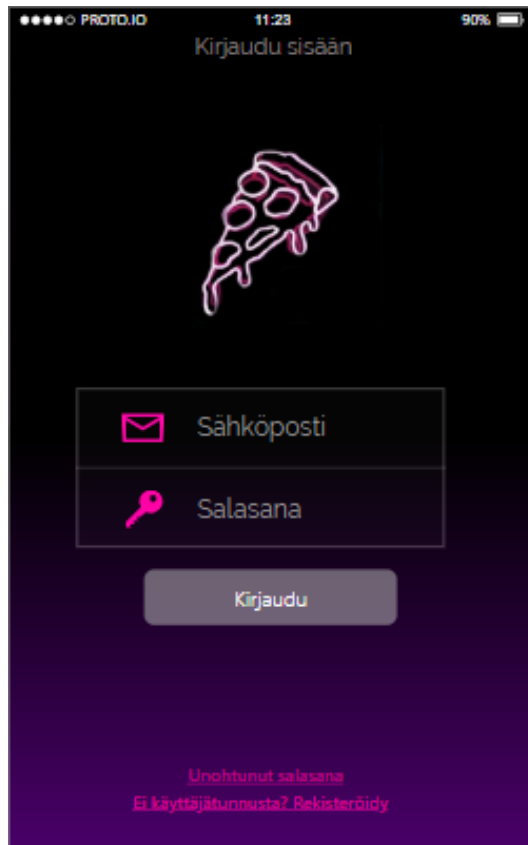 PROTO.IO 11:23 90%
Kirjaudu sisään
Sähköposti
Salasana
Kirjaudu
Unohtunut salasana
Ei käyttäjätunnusta? Rekisteröidy